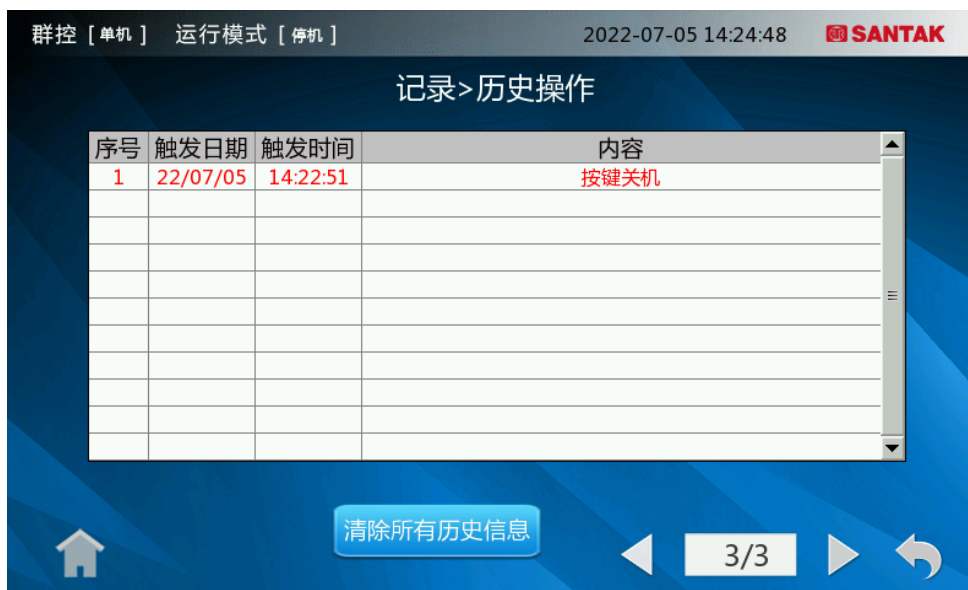 群控 [ 单机 ] 运行模式 [ 停机 ] 2022-07-05 14:24:48 SANTAK
记录>历史操作
序号 触发日期 触发时间 内容
1 22/07/05 14:22:51 按键关机
清除所有历史信息
3/3